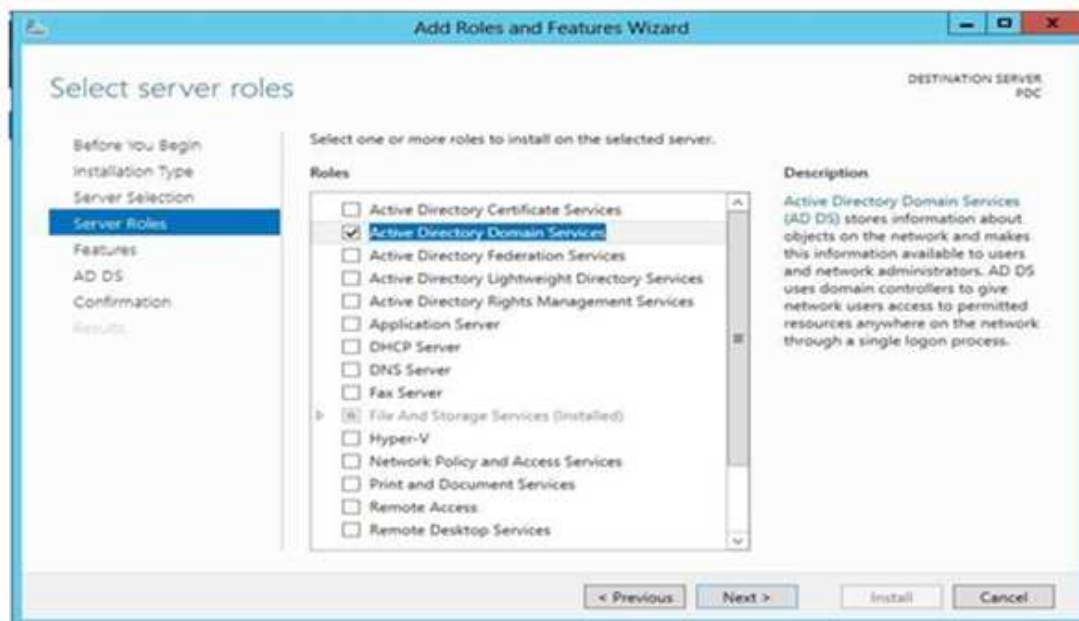 Add Roles and Features Wizard
Select server roles
DESTINATION SERVER
PDC
Before You Begin
Installation Type
Server Selection
Server Roles
Features
AD DS
Confirmation
Results
Select one or more roles to install on the selected server.
Roles
Active Directory Certificate Services
Active Directory Domain Services
Active Directory Federation Services
Active Directory Lightweight Directory Services
Active Directory Rights Management Services
Application Server
DHCP Server
DNS Server
Fax Server
File And Storage Services (Installed)
Hyper-V
Network Policy and Access Services
Print and Document Services
Remote Access
Remote Desktop Services
Description
Active Directory Domain Services
(AD DS) stores information about
objects on the network and makes
this information available to users
and network administrators. AD DS
uses domain controllers to give
network users access to permitted
resources anywhere on the network
through a single logon process.
< Previous
Next >
Install
Cancel